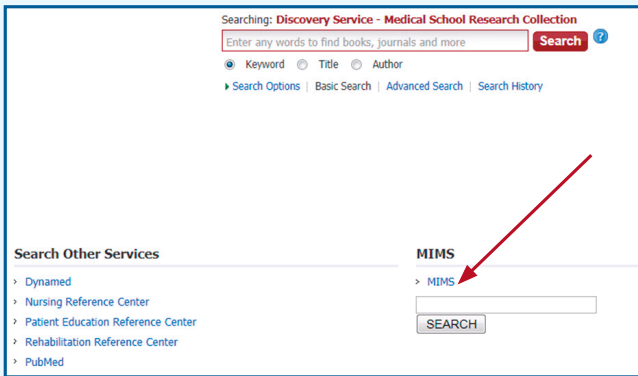 Searching: Discovery Service - Medical School Research Collection
Enter any words to find books, journals and more Search ?
Keyword Title Author
Search Options | Basic Search | Advanced Search | Search History
Search Other Services
Dynamed
Nursing Reference Center
Patient Education Reference Center
Rehabilitation Reference Center
PubMed
MIMS
MIMS
SEARCH